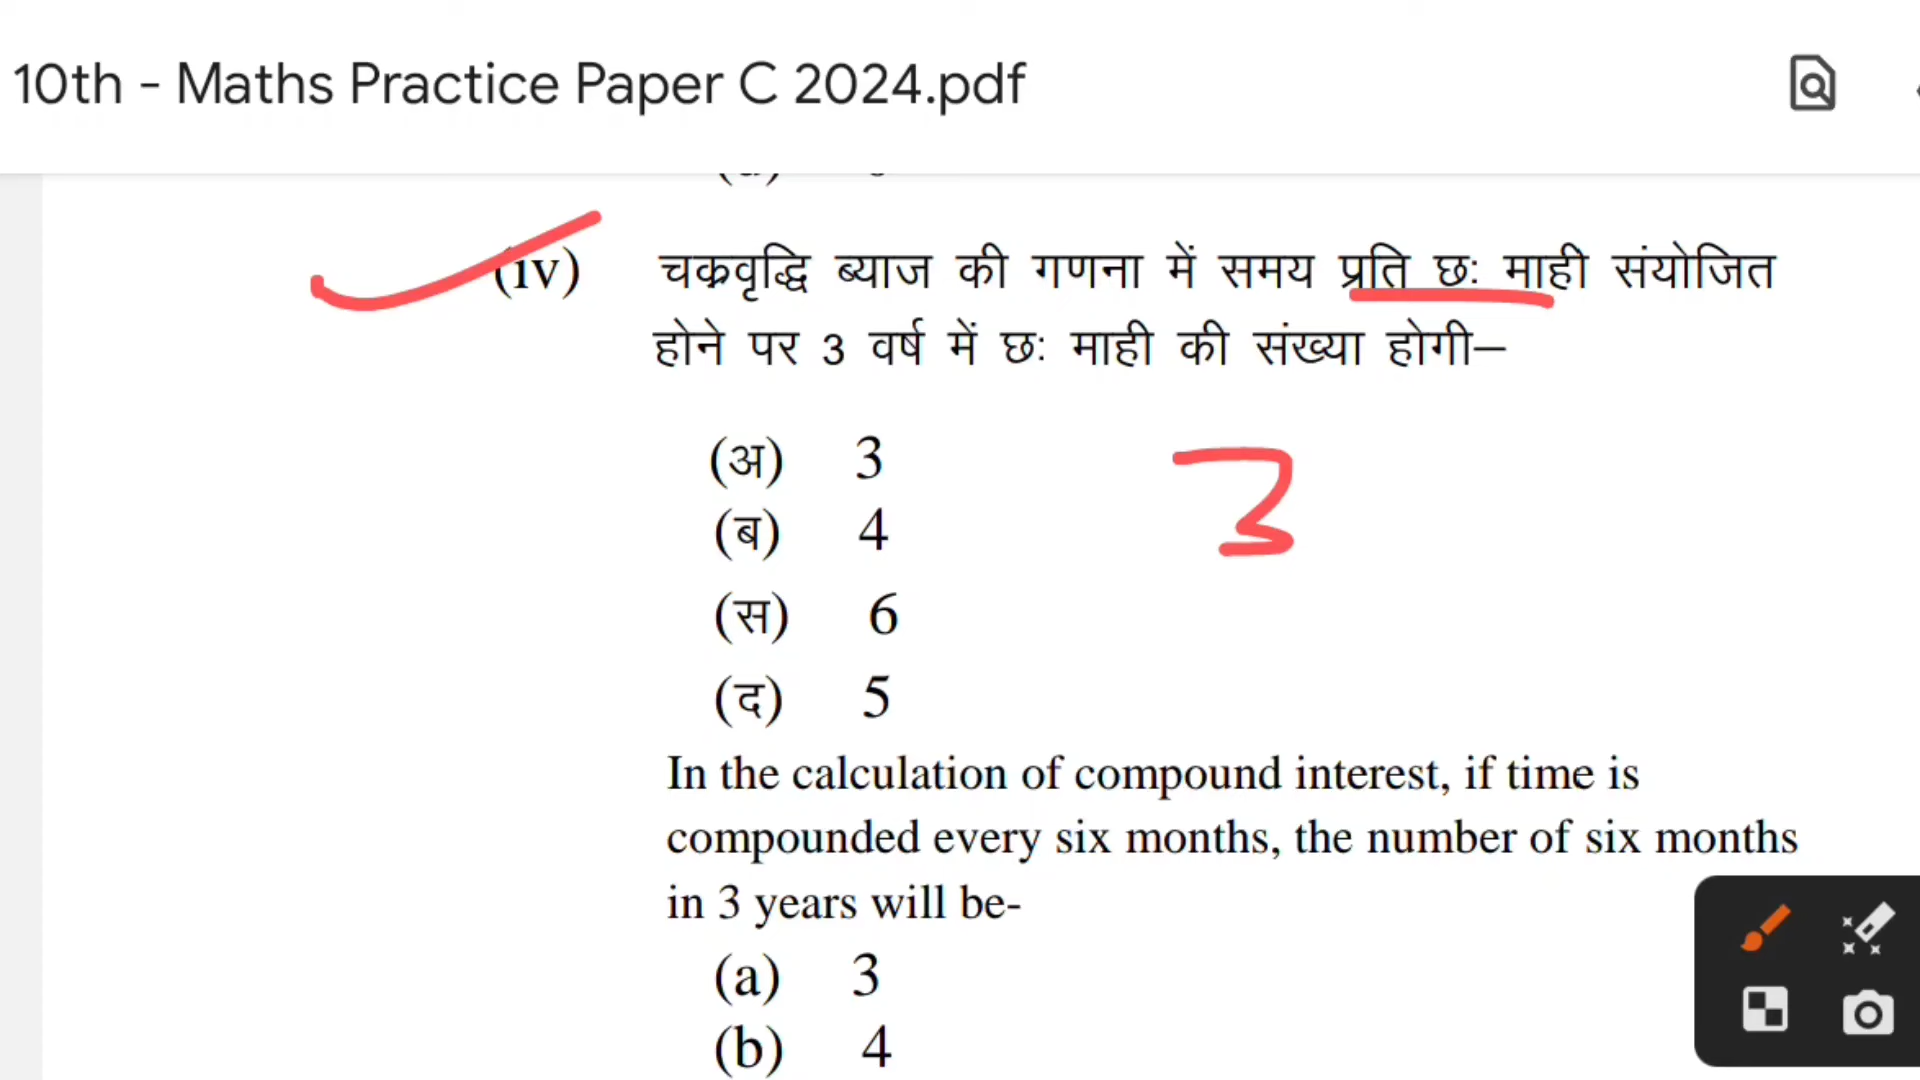 10th - Maths Practice Paper C 2024.pdf
(iv) चक्रवृद्धि ब्याज की गणना में समय प्रति छः माही संयोजित
होने पर 3 वर्ष में छः माही की संख्या होगी–
(अ) 3
3
(ब) 4
(स) 6
(द) 5
In the calculation of compound interest, if time is
compounded every six months, the number of six months
in 3 years will be-
(a) 3
(b) 4